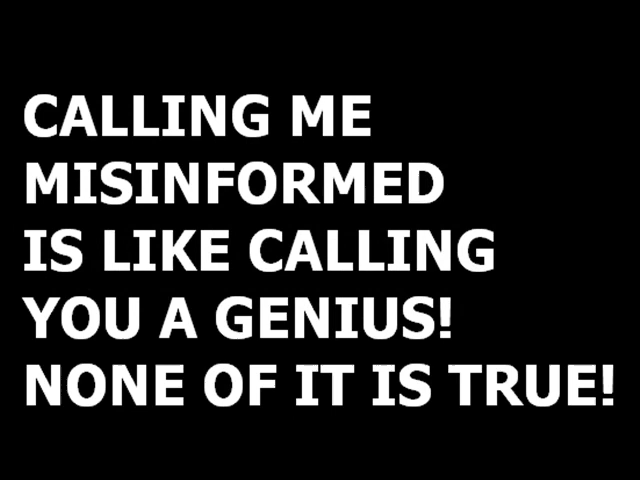 CALLING ME
MISINFORMED
IS LIKE CALLING
YOU A GENIUS!
NONE OF IT IS TRUE!